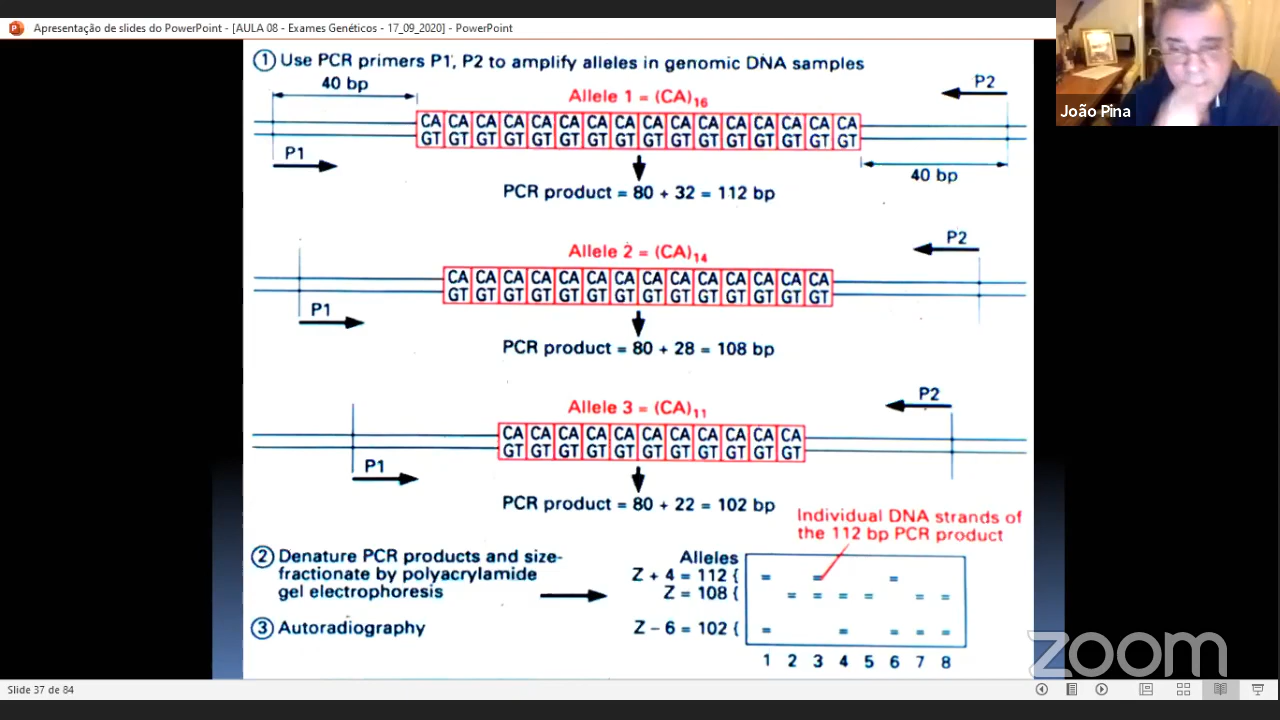 Apresentação de slides do PowerPoint - [AULA 08 - Exames Genéticos - 17_09_2020] - PowerPoint
João Pina
① Use PCR primers P1, P2 to amplify alleles in genomic DNA samples
40 bp
Allele 1 = (CA)16
P2
CA CA CA CA CA CA CA CA CA CA CA CA CA CA CA CA
GT GT GT GT GT GT GT GT GT GT GT GT GT GT GT GT
P1
40 bp
PCR product = 80 + 32 = 112 bp
Allele 2 = (CA)14
P2
CA CA CA CA CA CA CA CA CA CA CA CA CA CA
GT GT GT GT GT GT GT GT GT GT GT GT GT GT
P1
PCR product = 80 + 28 = 108 bp
Allele 3 = (CA)11
P2
CA CA CA CA CA CA CA CA CA CA CA
GT GT GT GT GT GT GT GT GT GT GT
P1
PCR product = 80 + 22 = 102 bp
Individual DNA strands of
the 112 bp PCR product
② Denature PCR products and size-
fractionate by polyacrylamide
gel electrophoresis
③ Autoradiography
Alleles
Z + 4 = 112 {
Z = 108 {
Z − 6 = 102 {
1 2 3 4 5 6 7 8
zoom
Slide 37 de 84